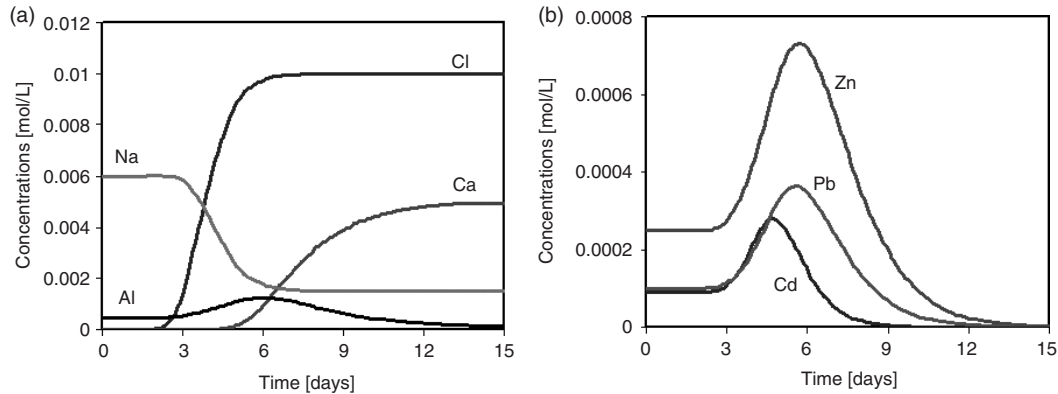 (a)
Concentrations [mol/L]
0.012
0.01
0.008
0.006
0.004
0.002
0
Cl
Na
Ca
Al
0 3 6 9 12 15
Time [days]
(b)
Concentrations [mol/L]
0.0008
0.0006
0.0004
0.0002
0
Zn
Pb
Cd
0 3 6 9 12 15
Time [days]